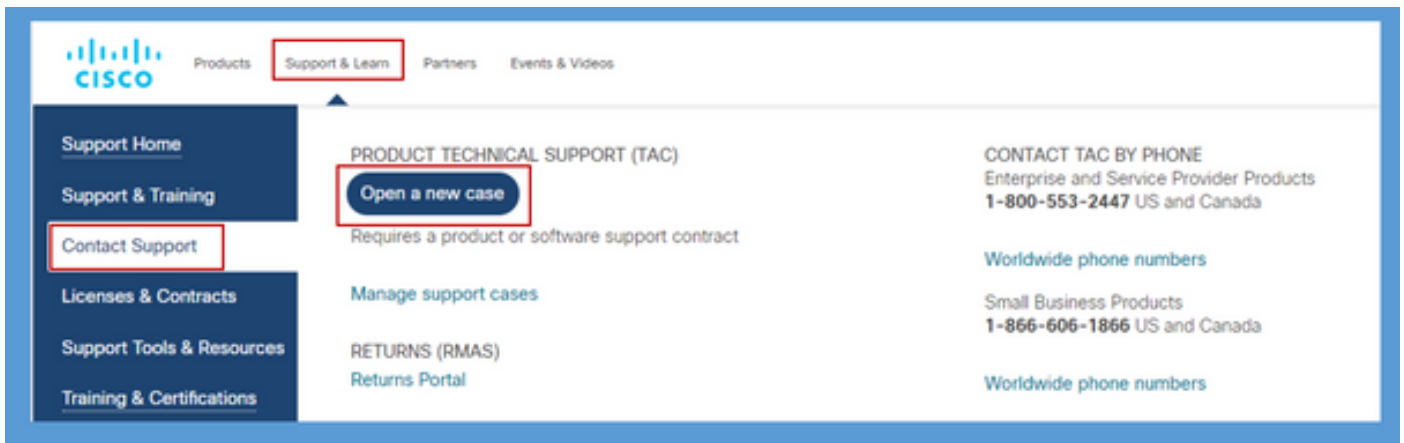 CISCO
Products
Support & Learn
Partners
Events & Videos
Support Home
Support & Training
Contact Support
Licenses & Contracts
Support Tools & Resources
Training & Certifications
PRODUCT TECHNICAL SUPPORT (TAC)
Open a new case
Requires a product or software support contract
Manage support cases
RETURNS (RMAS)
Returns Portal
CONTACT TAC BY PHONE
Enterprise and Service Provider Products
1-800-553-2447 US and Canada
Worldwide phone numbers
Small Business Products
1-866-606-1866 US and Canada
Worldwide phone numbers